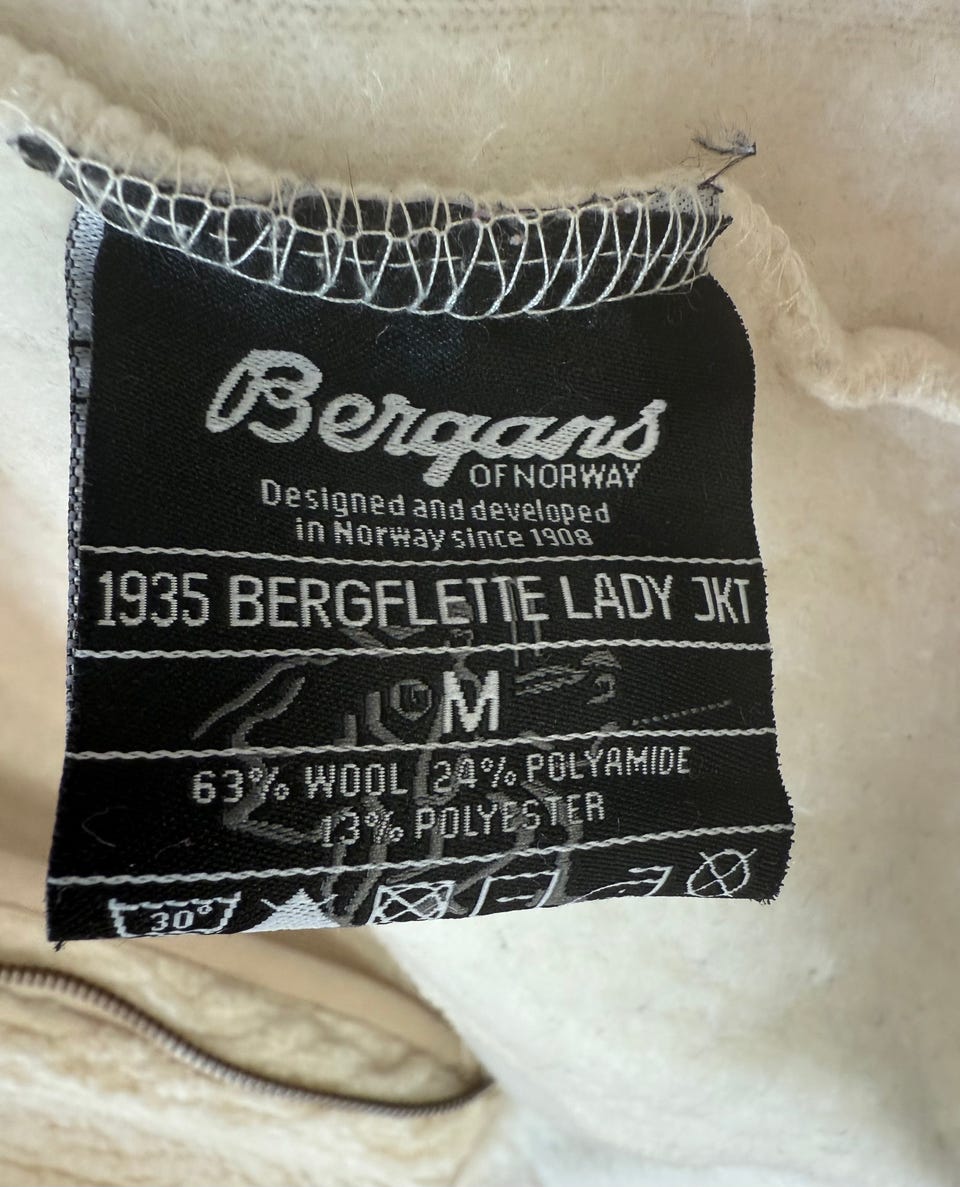 Bergans
OF NORWAY
Designed and developed
in Norway since 1908
1935 BERGFLETTE LADY JKT
M
63% WOOL 24% POLYAMIDE
13% POLYESTER
30°